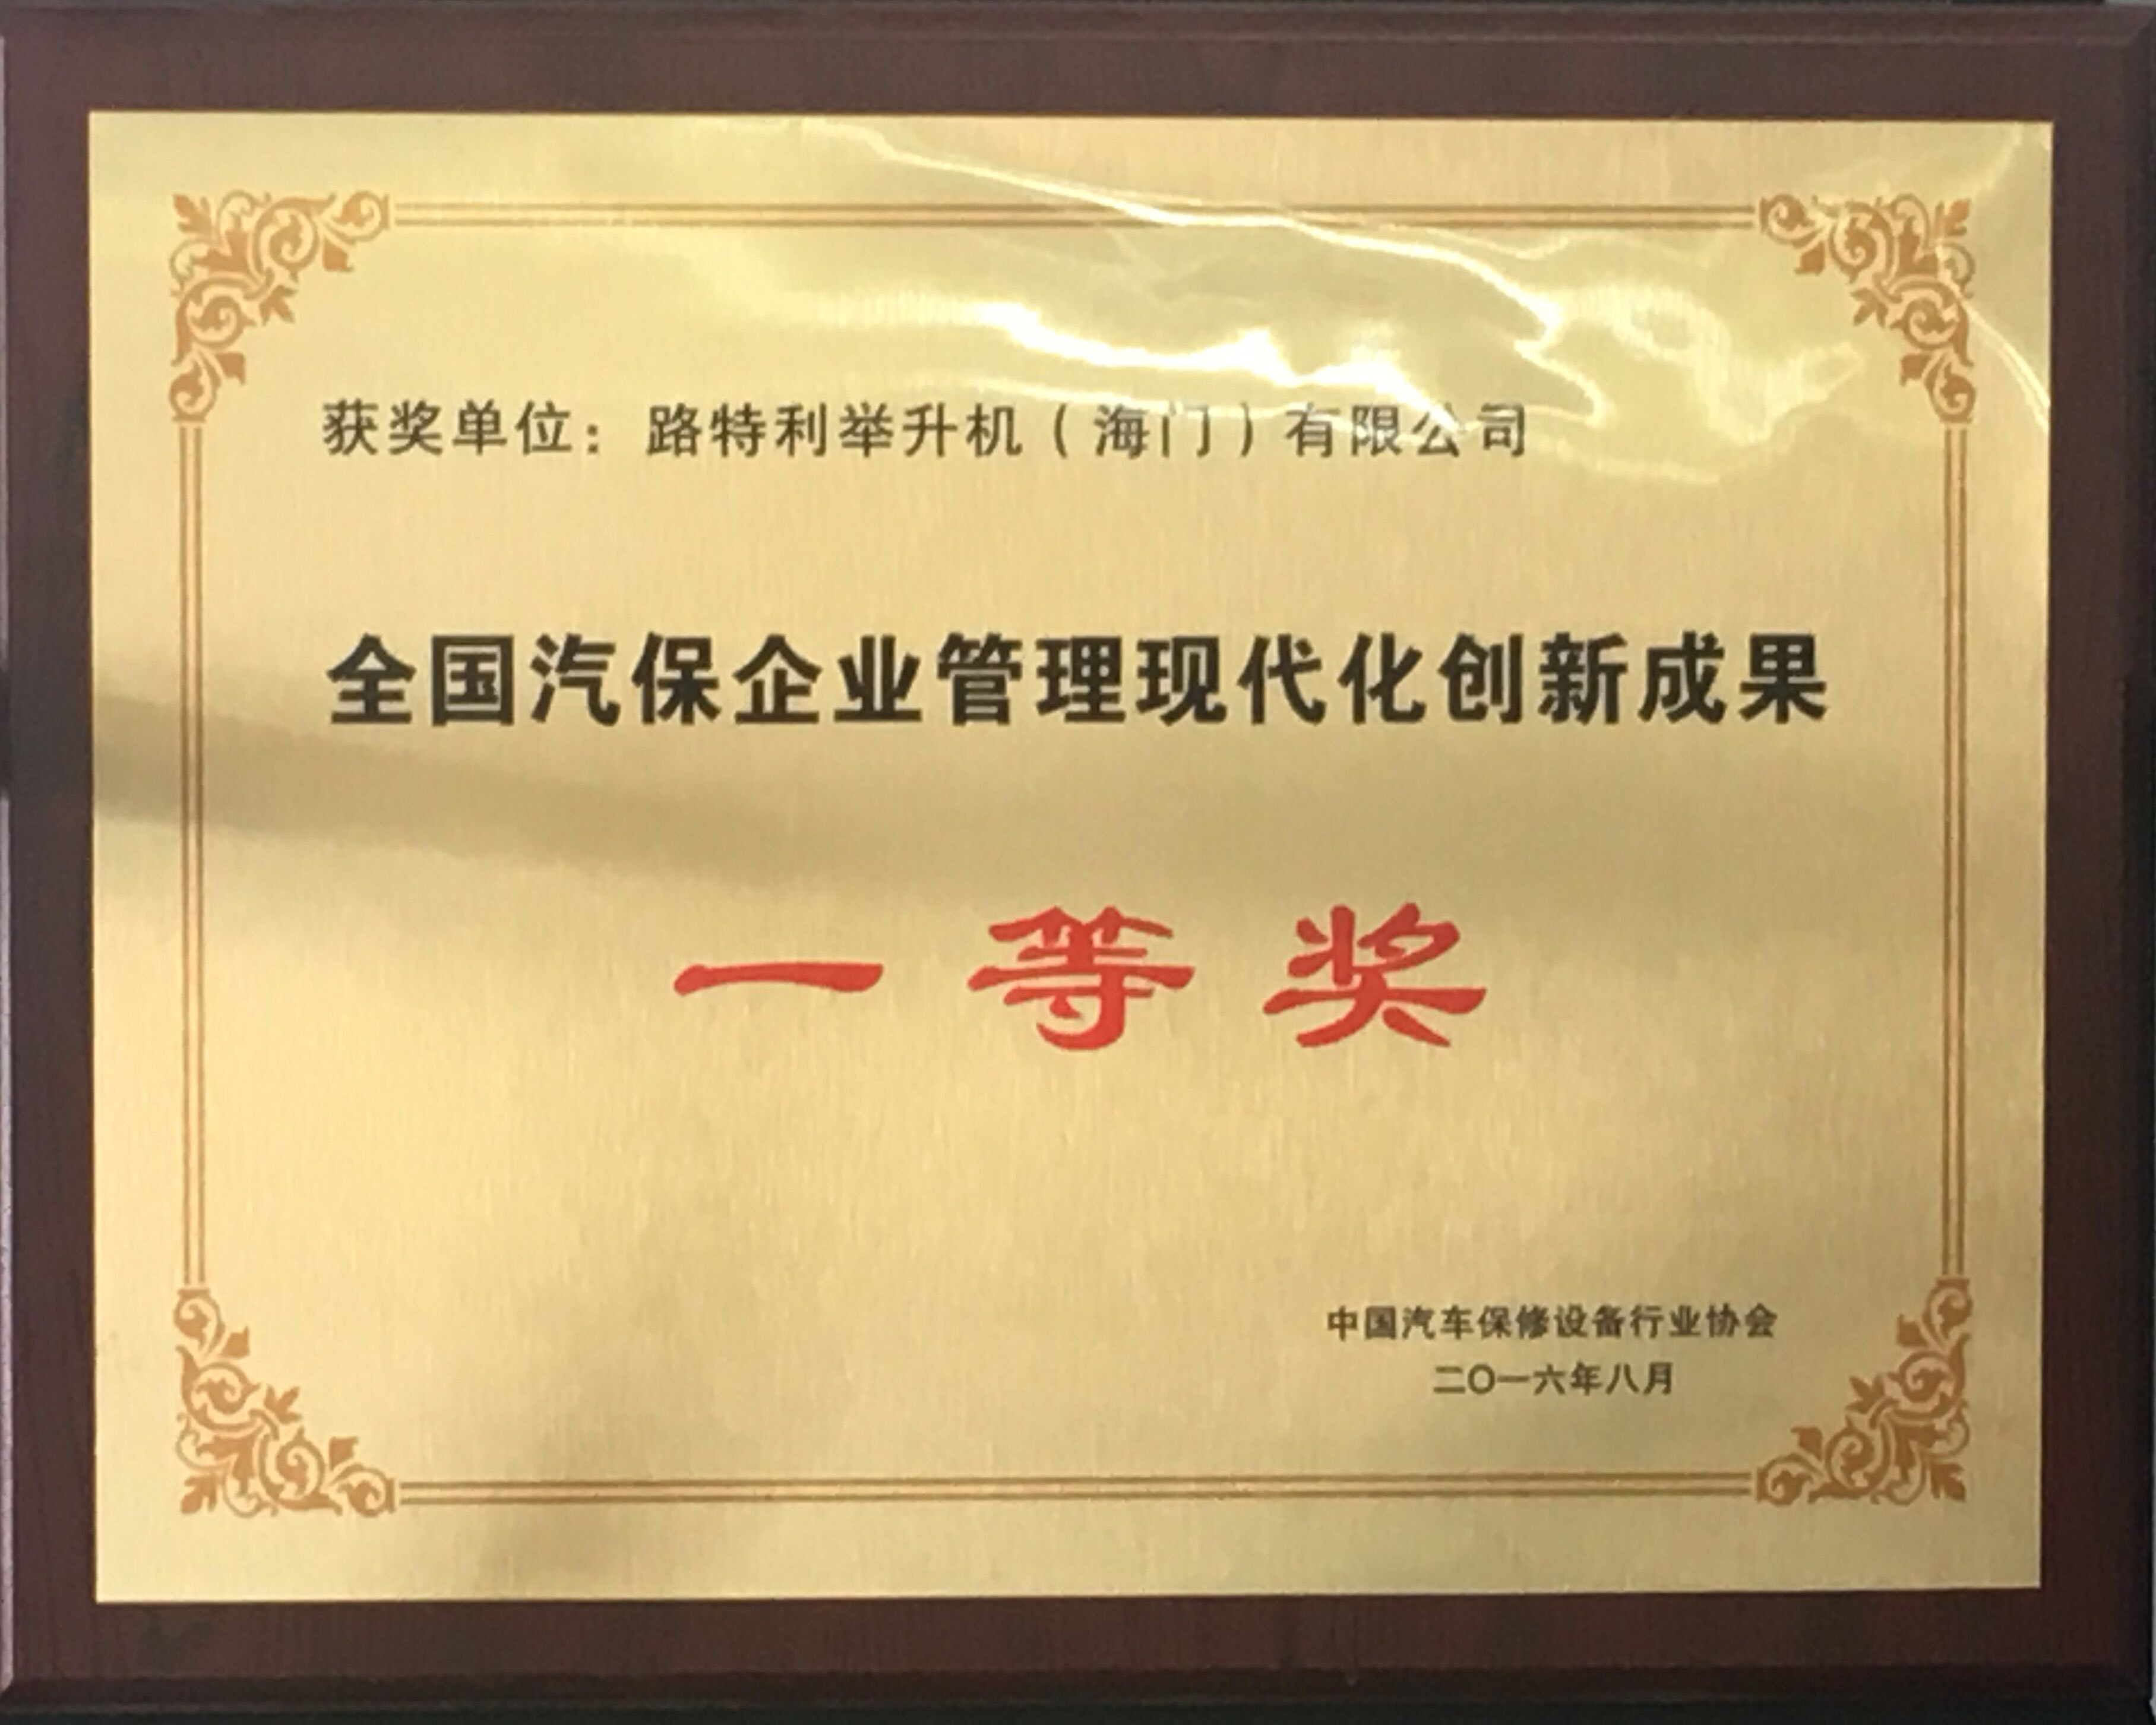 获奖单位：路特利举升机（海门）有限公司
全国汽保企业管理现代化创新成果
一等奖
中国汽车保修设备行业协会
二〇一六年八月